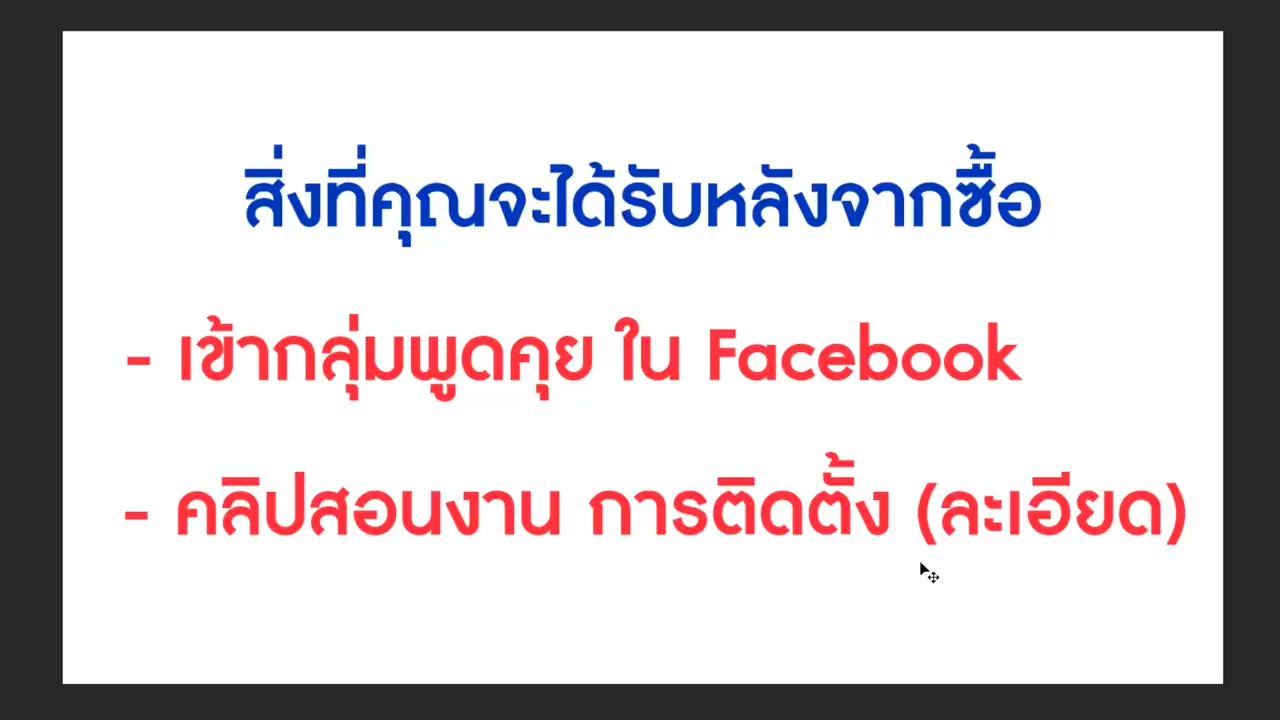 สิ่งที่คุณจะได้รับหลังจากซื้อ
- เข้ากลุ่มพูดคุย ใน Facebook
- คลิปสอนงาน การติดตั้ง (ละเอียด)